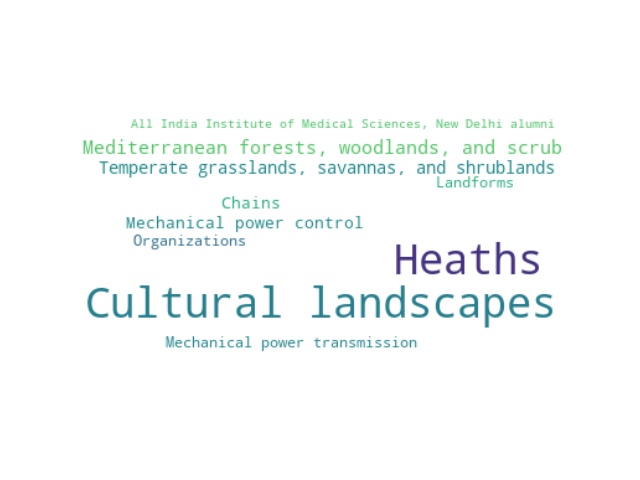 All India Institute of Medical Sciences, New Delhi alumni
Mediterranean forests, woodlands, and scrub
Temperate grasslands, savannas, and shrublands
Landforms
Chains
Mechanical power control
Organizations
Heaths
Cultural landscapes
Mechanical power transmission